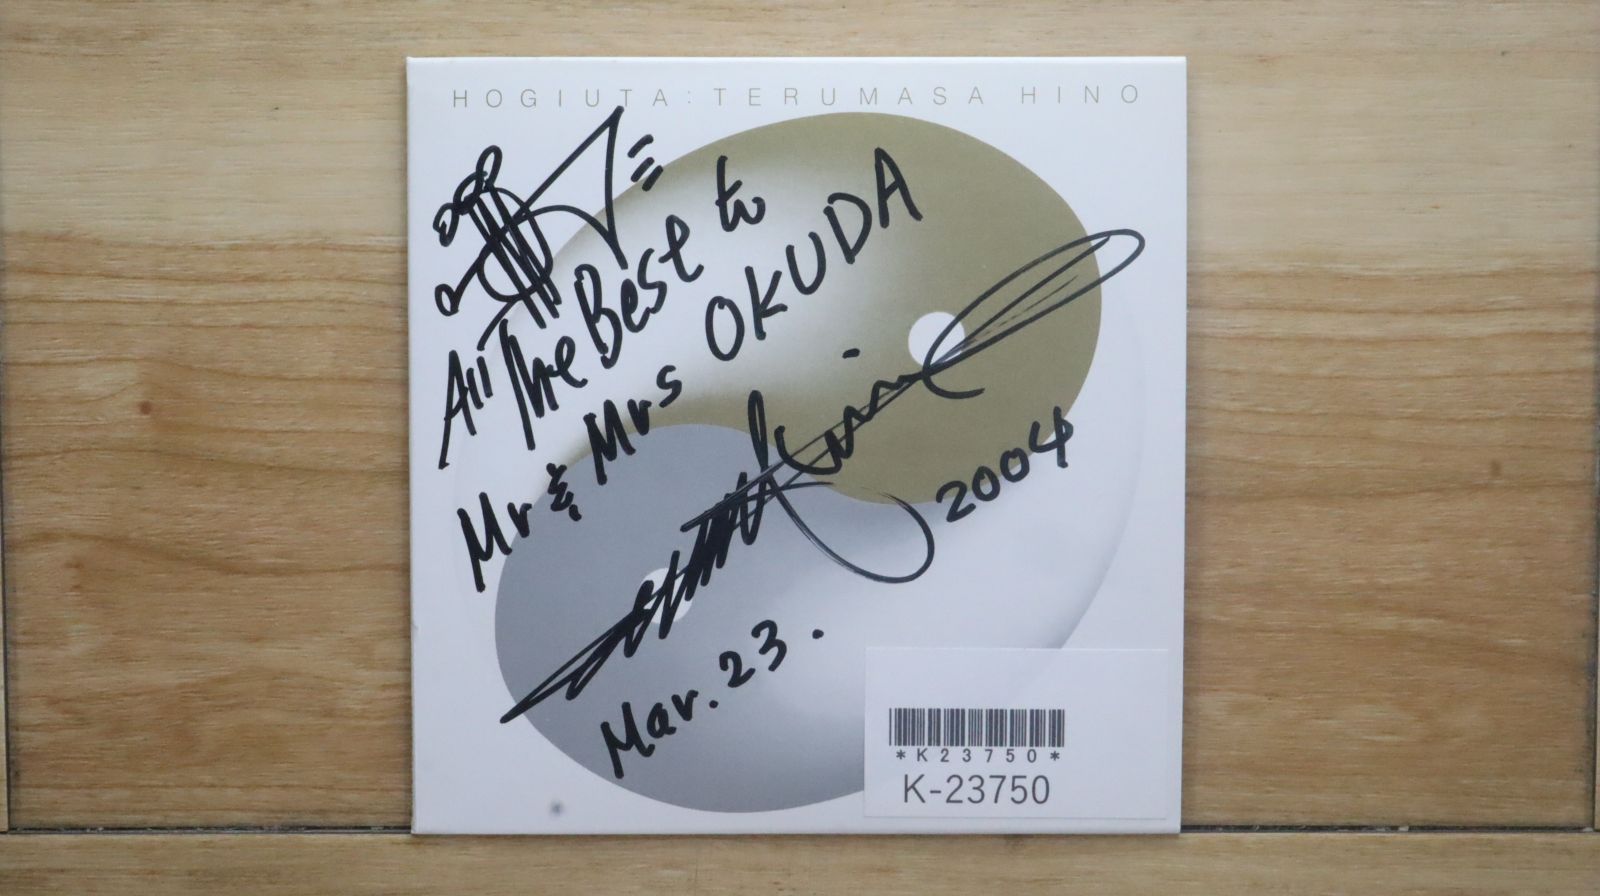 HOGIUTA:TERUMASA HINO
All The Best to
Mr & Mrs OKUDA
2004
Mar. 23.
*K23750*
K-23750